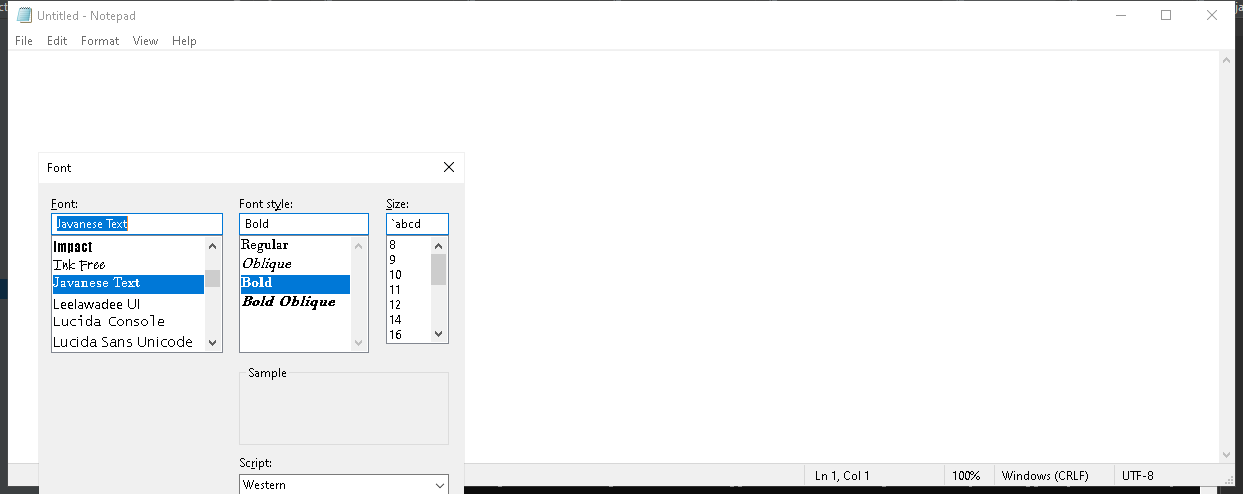 Untitled - Notepad
File Edit Format View Help
Font
Font: Font style: Size:
Javanese Text Bold `abcd
Impact Regular 8
Ink Free Oblique 9
Javanese Text Bold 10
Leelawadee UI Bold Oblique 11
Lucida Console 12
Lucida Sans Unicode 14
16
Sample
Script:
Western
Ln 1, Col 1 100% Windows (CRLF) UTF-8